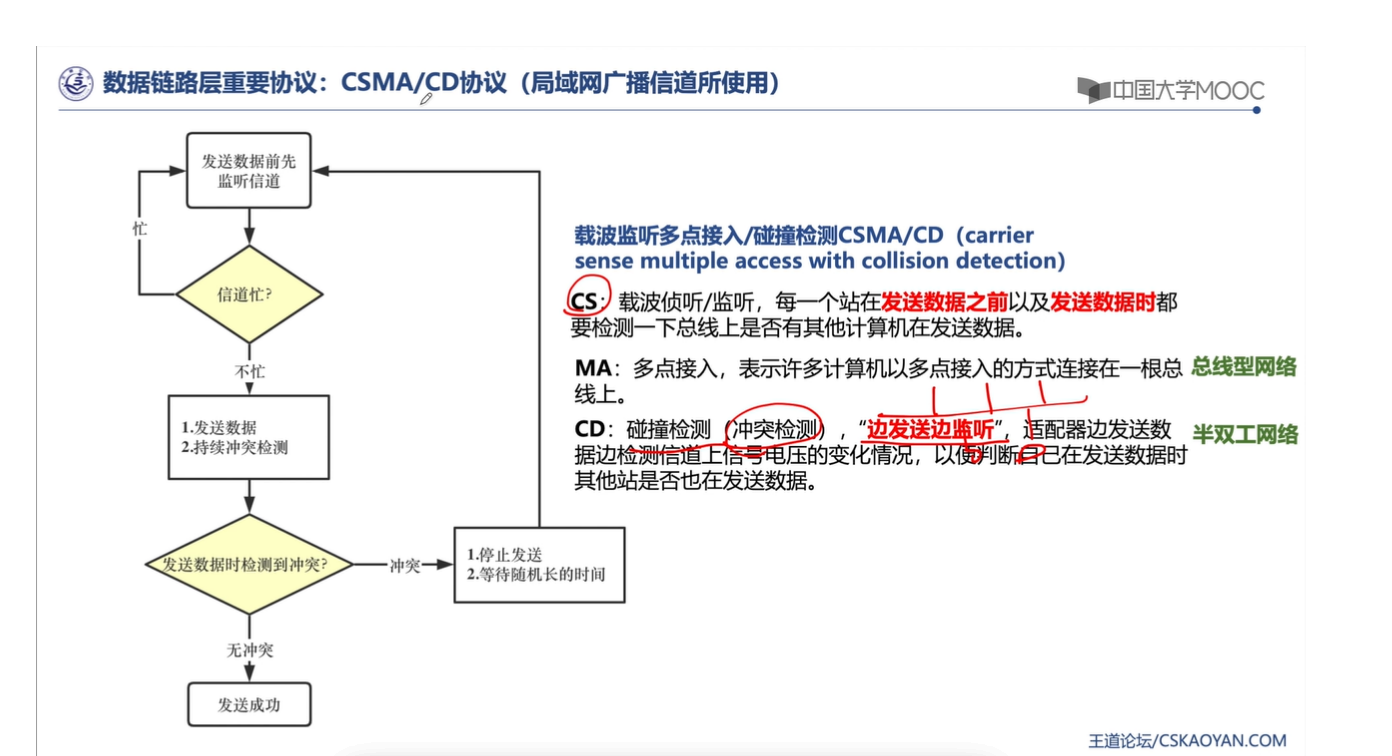 数据链路层重要协议：CSMA/CD协议（局域网广播信道所使用）
中国大学MOOC
发送数据前先
监听信道
忙
信道忙?
不忙
1.发送数据
2.持续冲突检测
发送数据时检测到冲突?
冲突
1.停止发送
2.等待随机长的时间
无冲突
发送成功
载波监听多点接入/碰撞检测CSMA/CD（carrier
sense multiple access with collision detection）
CS：载波侦听/监听，每一个站在发送数据之前以及发送数据时都
要检测一下总线上是否有其他计算机在发送数据。
MA：多点接入，表示许多计算机以多点接入的方式连接在一根总
线上。
总线型网络
CD：碰撞检测（冲突检测），“边发送边监听”，适配器边发送数
据边检测信道上信号电压的变化情况，以便判断自己在发送数据时
其他站是否也在发送数据。
半双工网络
王道论坛/CSKAOYAN.COM